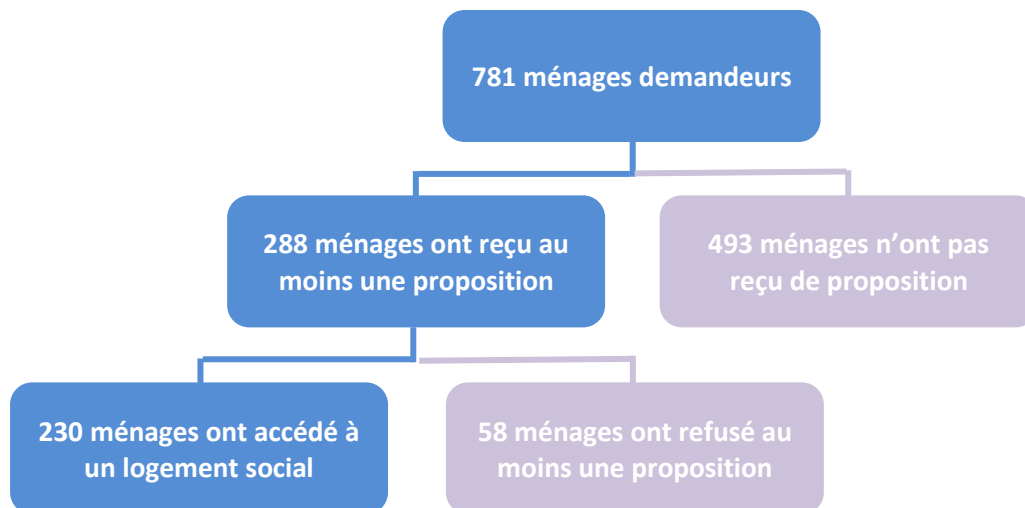 781 ménages demandeurs
288 ménages ont reçu au
moins une proposition
493 ménages n’ont pas
reçu de proposition
230 ménages ont accédé à
un logement social
58 ménages ont refusé au
moins une proposition